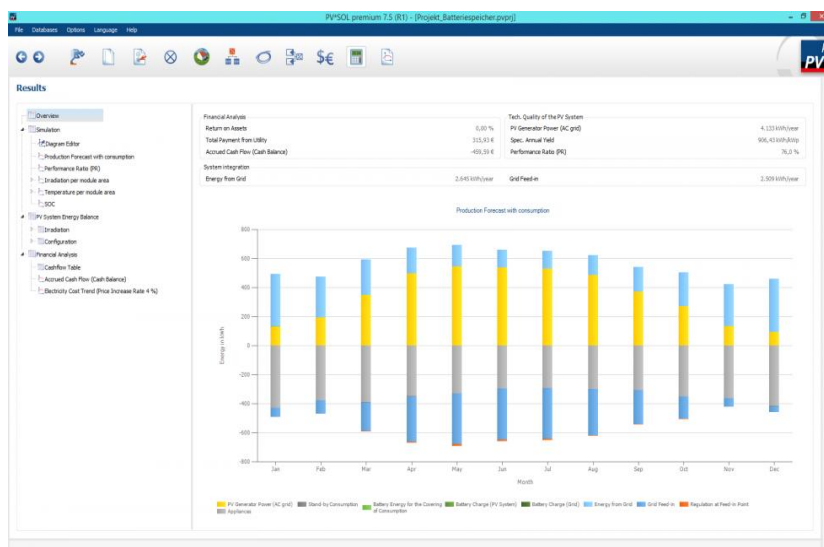 PV*SOL premium 7.5 (R1) - [Projekt_Batteriespeicher.pvprj]
File Databases Options Language Help
PV
Results
Overview
Simulation
Diagram Editor
Production Forecast with consumption
Performance Ratio (PR)
Irradiation per module area
Temperature per module area
SOC
PV System Energy Balance
Irradiation
Configuration
Financial Analysis
Cashflow Table
Accrued Cash Flow (Cash Balance)
Electricity Cost Trend (Price Increase Rate 4 %)
Financial Analysis
Return on Assets 0,00 %
Total Payment from Utility 315,93 €
Accrued Cash Flow (Cash Balance) -459,59 €
Tech. Quality of the PV System
PV Generator Power (AC grid) 4.133 kWh/year
Spec. Annual Yield 906,43 kWh/kWp
Performance Ratio (PR) 76,0 %
System integration
Energy from Grid 2.645 kWh/year
Grid Feed-in 2.509 kWh/year
Production Forecast with consumption
Energy in kWh
800
600
400
200
0
-200
-400
-600
-800
Jan Feb Mar Apr May Jun Jul Aug Sep Oct Nov Dec
Month
PV Generator Power (AC grid) Stand-by Consumption Battery Energy for the Covering of Consumption Battery Charge (PV System) Battery Charge (Grid) Energy from Grid Grid Feed-in Regulation at Feed-in Point
Appliances